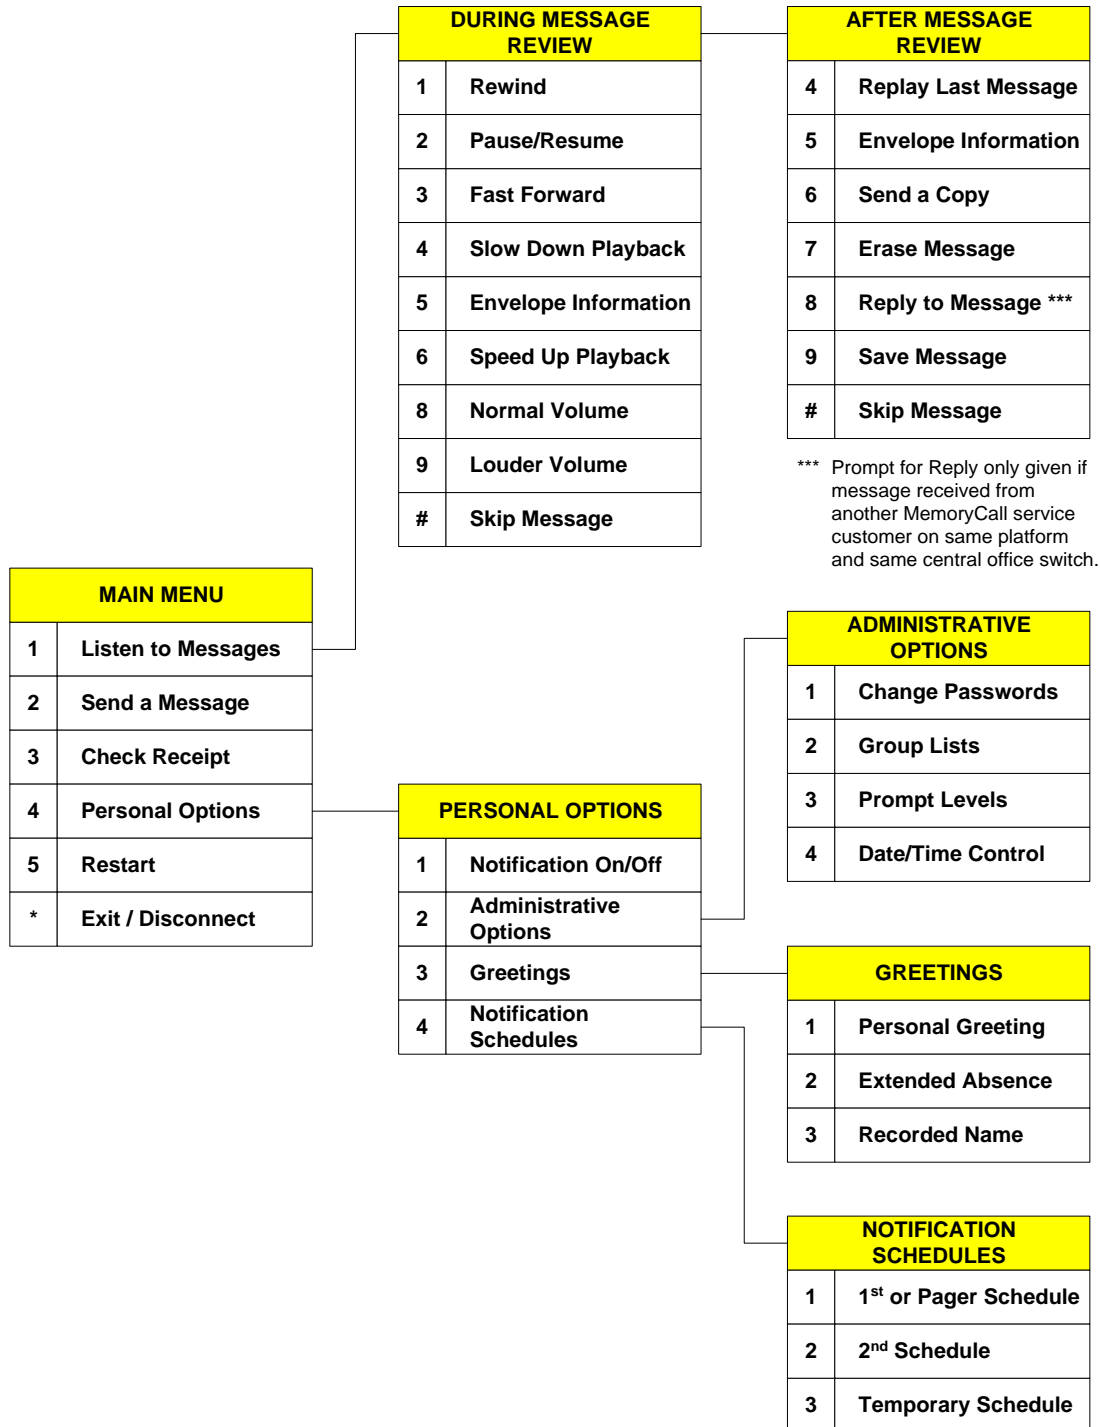 DURING MESSAGE
REVIEW
1 Rewind
2 Pause/Resume
3 Fast Forward
4 Slow Down Playback
5 Envelope Information
6 Speed Up Playback
8 Normal Volume
9 Louder Volume
# Skip Message
AFTER MESSAGE
REVIEW
4 Replay Last Message
5 Envelope Information
6 Send a Copy
7 Erase Message
8 Reply to Message ***
9 Save Message
# Skip Message
*** Prompt for Reply only given if
message received from
another MemoryCall service
customer on same platform
and same central office switch.
MAIN MENU
1 Listen to Messages
2 Send a Message
3 Check Receipt
4 Personal Options
5 Restart
* Exit / Disconnect
PERSONAL OPTIONS
1 Notification On/Off
2 Administrative
Options
3 Greetings
4 Notification
Schedules
ADMINISTRATIVE
OPTIONS
1 Change Passwords
2 Group Lists
3 Prompt Levels
4 Date/Time Control
GREETINGS
1 Personal Greeting
2 Extended Absence
3 Recorded Name
NOTIFICATION
SCHEDULES
1 1st or Pager Schedule
2 2nd Schedule
3 Temporary Schedule